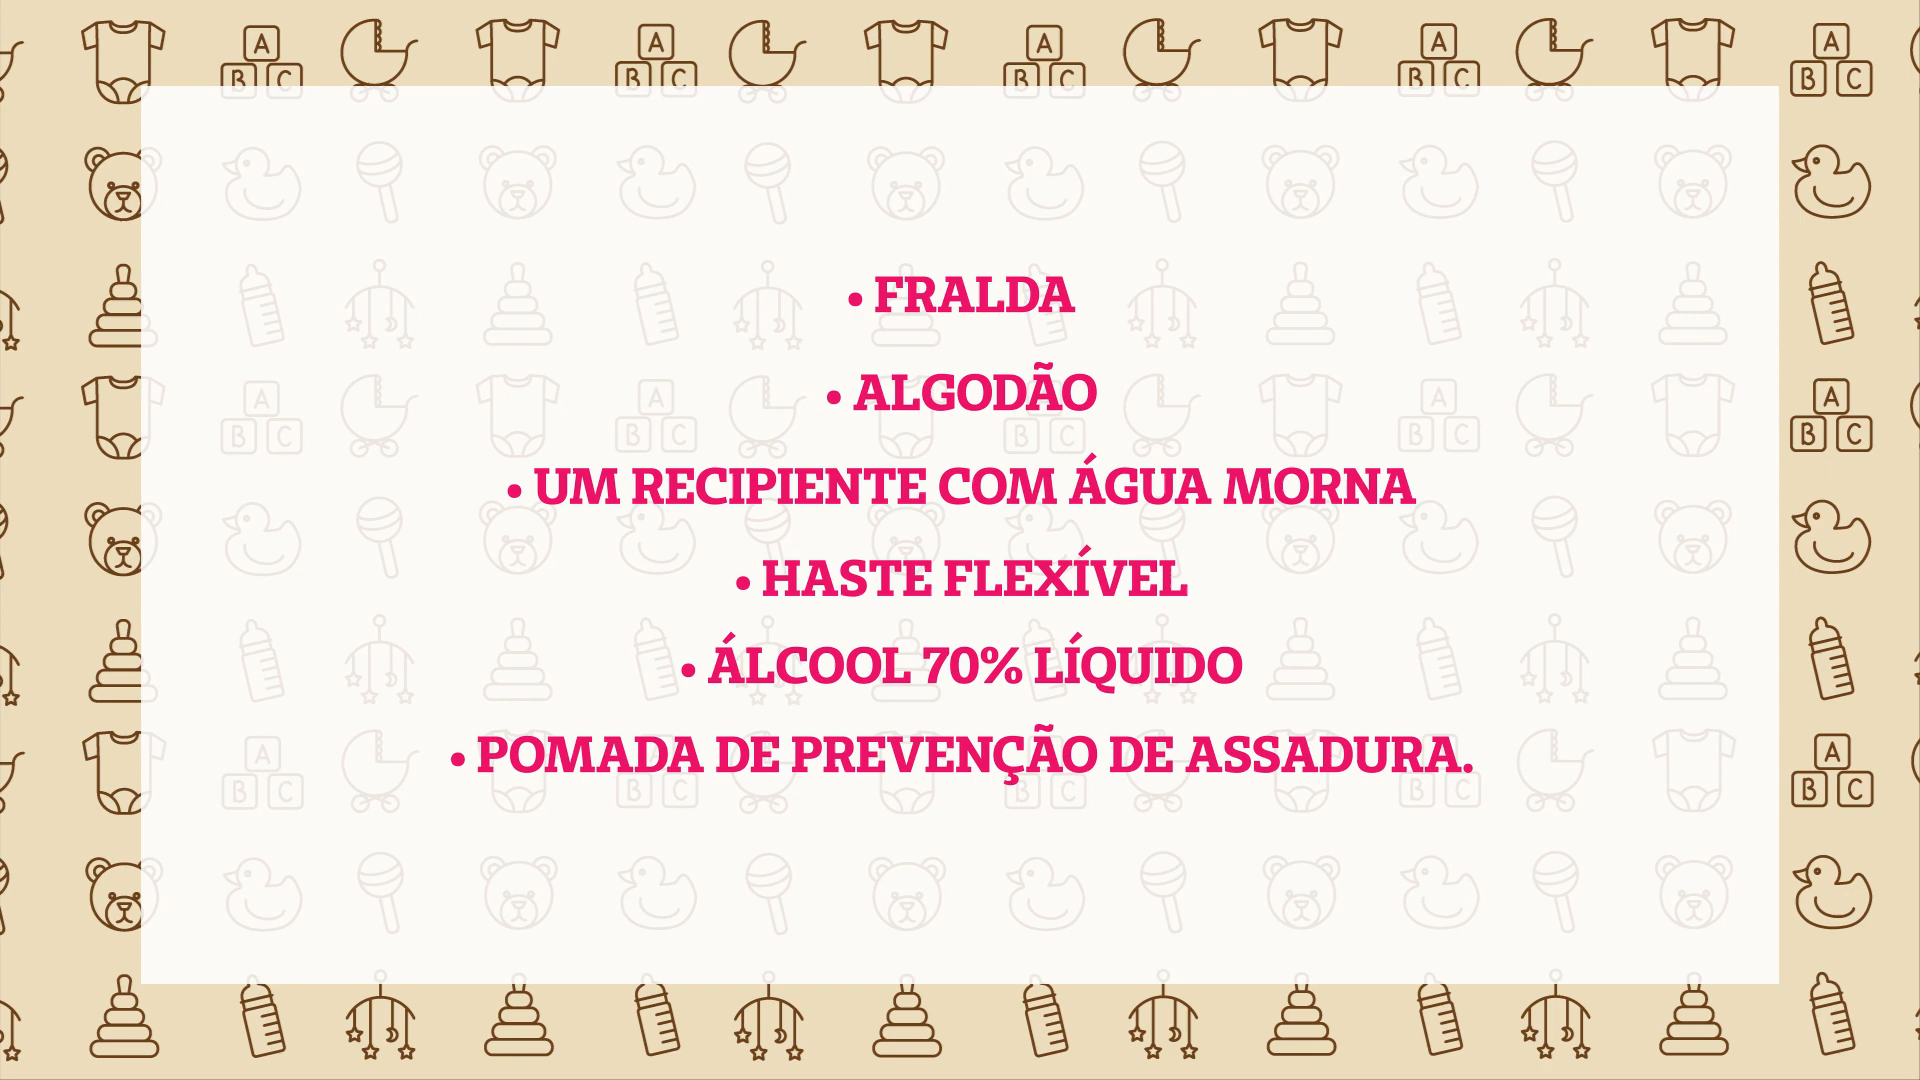 • FRALDA
• ALGODÃO
• UM RECIPIENTE COM ÁGUA MORNA
• HASTE FLEXÍVEL
• ÁLCOOL 70% LÍQUIDO
• POMADA DE PREVENÇÃO DE ASSADURA.